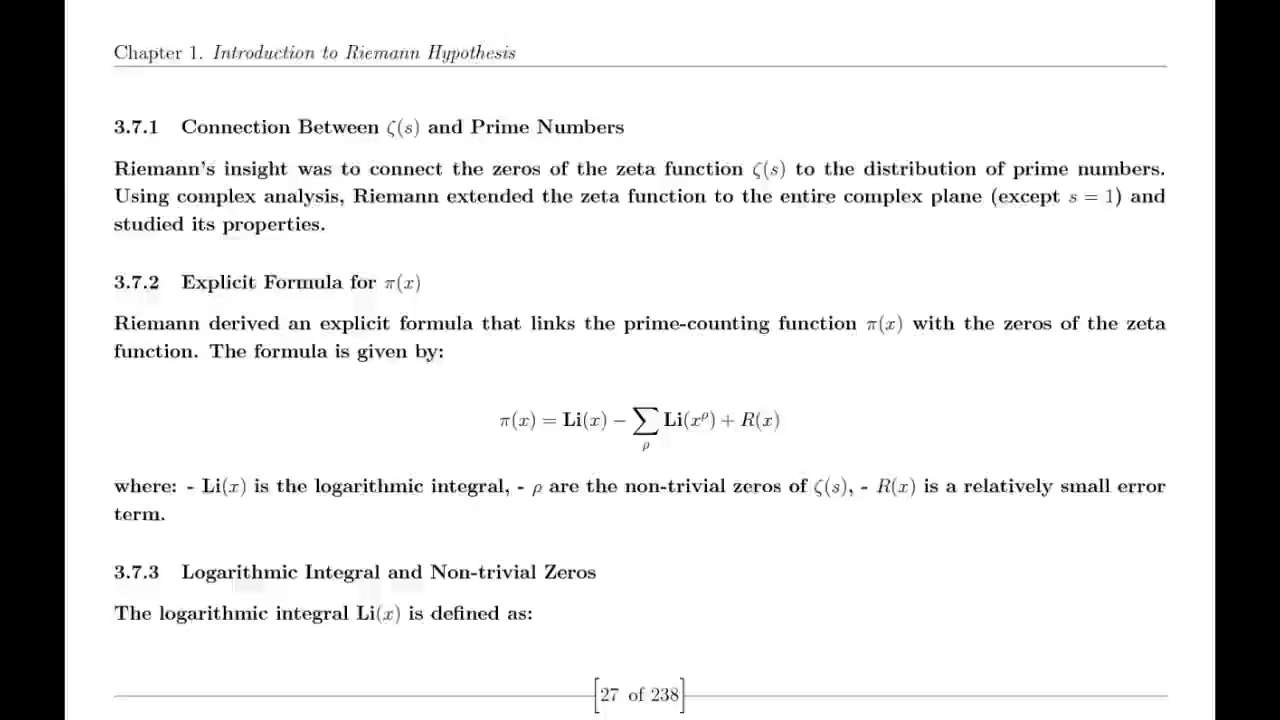 Chapter 1. Introduction to Riemann Hypothesis
3.7.1 Connection Between ζ(s) and Prime Numbers
Riemann's insight was to connect the zeros of the zeta function ζ(s) to the distribution of prime numbers.
Using complex analysis, Riemann extended the zeta function to the entire complex plane (except s = 1) and
studied its properties.
3.7.2 Explicit Formula for π(x)
Riemann derived an explicit formula that links the prime-counting function π(x) with the zeros of the zeta
function. The formula is given by:
π(x) = Li(x) − ∑ρ Li(x^ρ) + R(x)
where: - Li(x) is the logarithmic integral, - ρ are the non-trivial zeros of ζ(s), - R(x) is a relatively small error
term.
3.7.3 Logarithmic Integral and Non-trivial Zeros
The logarithmic integral Li(x) is defined as:
[27 of 238]